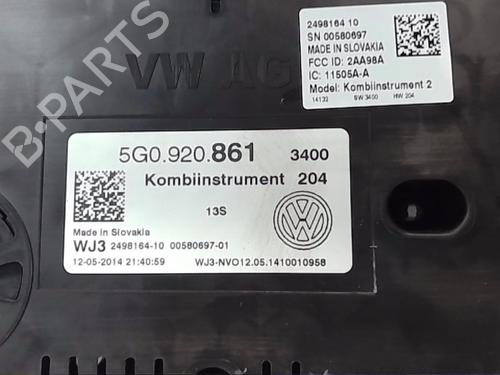 2498164 10
SN 00580697
MADE IN SLOVAKIA
FCC ID: 2AA98A
IC: 11505A-A
Model: Kombiinstrument 2
14132 SW 3400 HW 204
VW AG
5G0.920.861 3400
Kombiinstrument 204
13S
Made in Slovakia
WJ3 2498164-10 00580697-01
12-05-2014 21:40:59 WJ3-NVO12.05.1410010958
B-PARTS